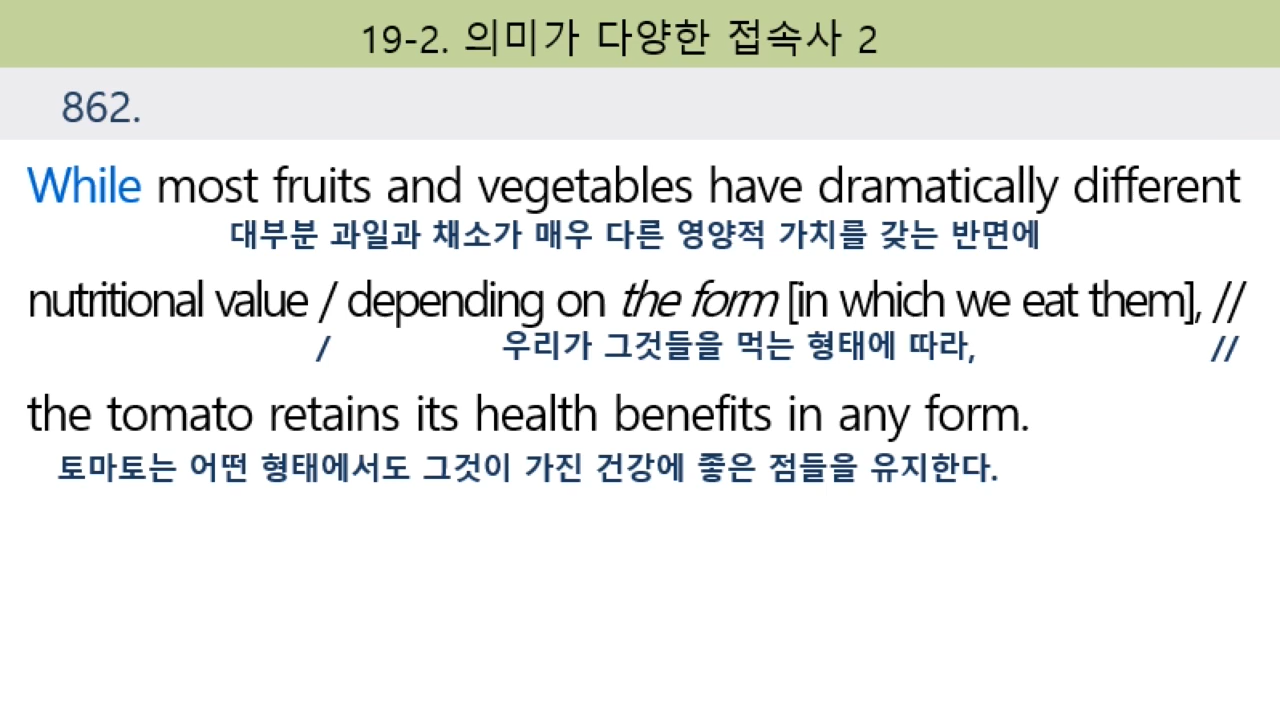 19-2. 의미가 다양한 접속사 2
862.
While most fruits and vegetables have dramatically different
대부분 과일과 채소가 매우 다른 영양적 가치를 갖는 반면에
nutritional value / depending on the form [in which we eat them], //
/ 우리가 그것들을 먹는 형태에 따라, //
the tomato retains its health benefits in any form.
토마토는 어떤 형태에서도 그것이 가진 건강에 좋은 점들을 유지한다.